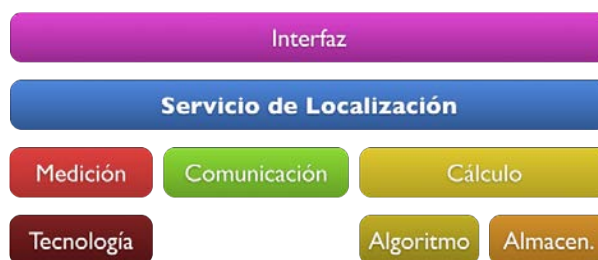 Interfaz
Servicio de Localización
Medición Comunicación Cálculo
Tecnología Algoritmo Almacen.